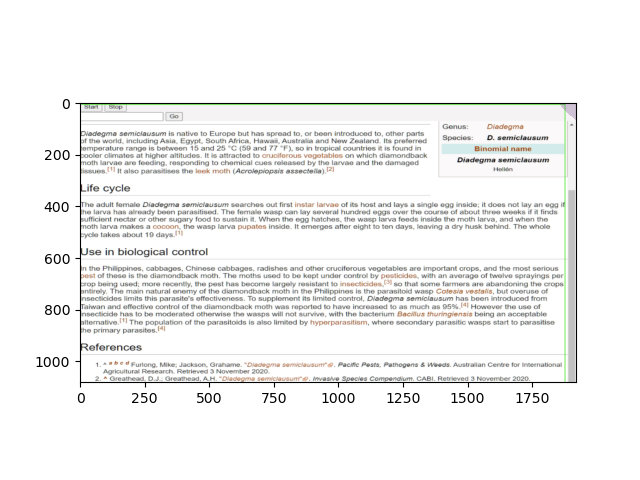 Start Stop
Go
Genus: Diadegma
Species: D. semiclausum
Binomial name
Diadegma semiclausum
Hellén
Diadegma semiclausum is native to Europe but has spread to, or been introduced to, other parts
of the world, including Asia, Egypt, South Africa, Hawaii, Australia and New Zealand. Its preferred
temperature range is between 15 and 25 °C (59 and 77 °F), so in tropical countries it is found in
cooler climates at higher altitudes. It is attracted to cruciferous vegetables on which diamondback
moth larvae are feeding, responding to chemical cues released by the larvae and the damaged
tissues.[1] It also parasitises the leek moth (Acrolepiopsis assectella).[2]
Life cycle
The adult female Diadegma semiclausum searches out first instar larvae of its host and lays a single egg inside; it does not lay an egg if
the larva has already been parasitised. The female wasp can lay several hundred eggs over the course of about three weeks if it finds
sufficient nectar or other sugary food to sustain it. When the egg hatches, the wasp larva feeds inside the moth larva, and when the
moth larva makes a cocoon, the wasp larva pupates inside. It emerges after eight to ten days, leaving a dry husk behind. The whole
cycle takes about 19 days.[1]
Use in biological control
In the Philippines, cabbages, Chinese cabbages, radishes and other cruciferous vegetables are important crops, and the most serious
pest of these is the diamondback moth. The moths used to be kept under control by pesticides, with an average of twelve sprayings per
crop being used; more recently, the pest has become largely resistant to insecticides,[3] so that some farmers are abandoning the crops
entirely. The main natural enemy of the diamondback moth in the Philippines is the parasitoid wasp Cotesia vestalis, but overuse of
insecticides limits this parasite's effectiveness. To supplement its limited control, Diadegma semiclausum has been introduced from
Taiwan and effective control of the diamondback moth was reported to have increased to as much as 95%.[4] However the use of
insecticide has to be moderated otherwise the wasps will not survive, with the bacterium Bacillus thuringiensis being an acceptable
alternative.[1] The population of the parasitoids is also limited by hyperparasitism, where secondary parasitic wasps start to parasitise
the primary parasites.[4]
References
1. ^ a b c d Furlong, Mike; Jackson, Grahame. "Diadegma semiclausum". Pacific Pests, Pathogens & Weeds. Australian Centre for International
Agricultural Research. Retrieved 3 November 2020.
2. ^ Greathead, D.J.; Greathead, A.H. "Diadegma semiclausum". Invasive Species Compendium. CABI. Retrieved 3 November 2020.
0
200
400
600
800
1000
0 250 500 750 1000 1250 1500 1750